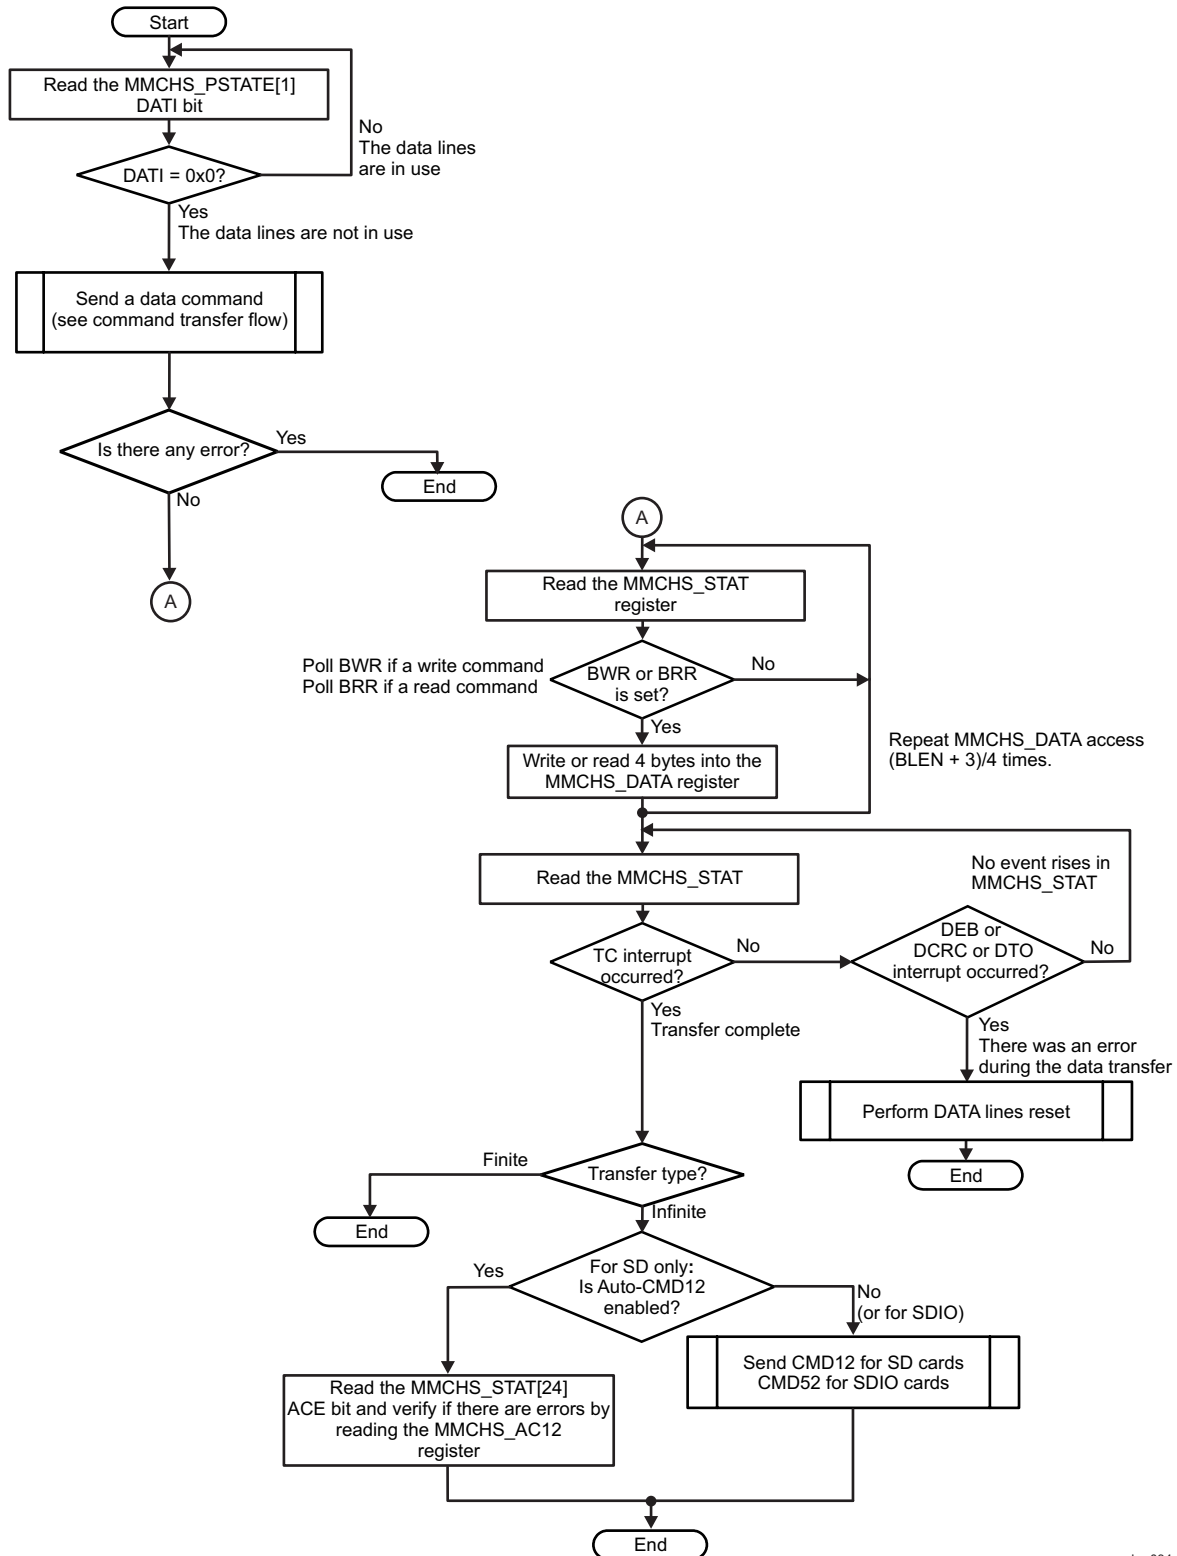 Start
Read the MMCHS_PSTATE[1]
DATI bit
No
The data lines
are in use
DATI = 0x0?
Yes
The data lines are not in use
Send a data command
(see command transfer flow)
Is there any error?
Yes
End
No
A
A
Read the MMCHS_STAT
register
Poll BWR if a write command
Poll BRR if a read command
BWR or BRR
is set?
No
Yes
Write or read 4 bytes into the
MMCHS_DATA register
Repeat MMCHS_DATA access
(BLEN + 3)/4 times.
Read the MMCHS_STAT
No event rises in
MMCHS_STAT
TC interrupt
occurred?
No
DEB or
DCRC or DTO
interrupt occurred?
No
Yes
Transfer complete
Yes
There was an error
during the data transfer
Perform DATA lines reset
End
Transfer type?
Finite
End
Infinite
For SD only:
Is Auto-CMD12
enabled?
Yes
No
(or for SDIO)
Send CMD12 for SD cards
CMD52 for SDIO cards
Read the MMCHS_STAT[24]
ACE bit and verify if there are errors by
reading the MMCHS_AC12
register
End